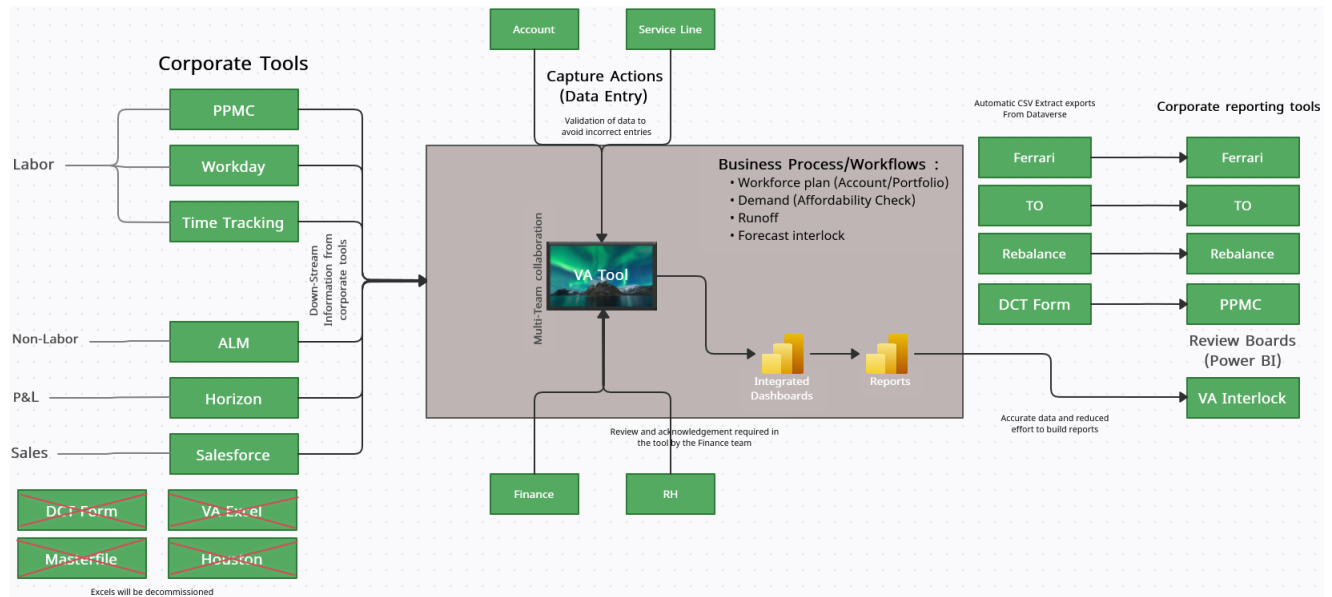 Account
Service Line
Corporate Tools
Capture Actions
(Data Entry)
Validation of data to
avoid incorrect entries
Labor
PPMC
Workday
Time Tracking
Down-Stream
Information from
corporate tools
Non-Labor
ALM
P&L
Horizon
Sales
Salesforce
DCT Form
VA Excel
Masterfile
Houston
Excels will be decommissioned
Business Process/Workflows :
• Workforce plan (Account/Portfolio)
• Demand (Affordability Check)
• Runoff
• Forecast interlock
Multi-Team collaboration
VA Tool
Integrated
Dashboards
Reports
Review and acknowledgement required in
the tool by the Finance team
Finance
RH
Automatic CSV Extract exports
From Dataverse
Corporate reporting tools
Ferrari
Ferrari
TO
TO
Rebalance
Rebalance
DCT Form
PPMC
Review Boards
(Power BI)
VA Interlock
Accurate data and reduced
effort to build reports